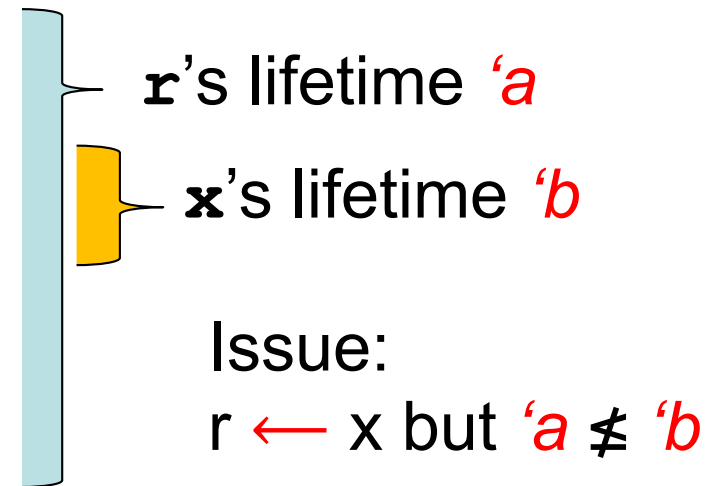 r’s lifetime ‘a
x’s lifetime ‘b
Issue:
r ← x but ‘a ≰ ‘b